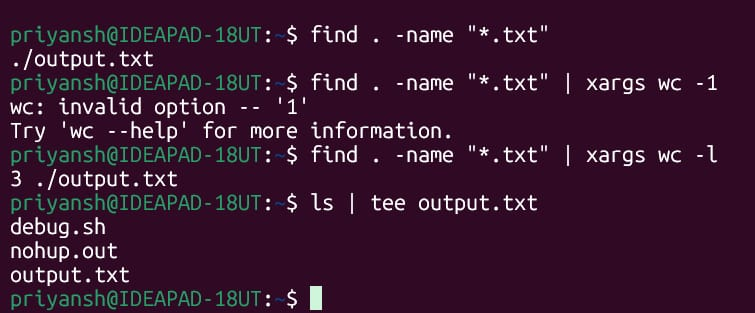 priyansh@IDEAPAD-18UT:~$ find . -name "*.txt"
./output.txt
priyansh@IDEAPAD-18UT:~$ find . -name "*.txt" | xargs wc -1
wc: invalid option -- '1'
Try 'wc --help' for more information.
priyansh@IDEAPAD-18UT:~$ find . -name "*.txt" | xargs wc -l
3 ./output.txt
priyansh@IDEAPAD-18UT:~$ ls | tee output.txt
debug.sh
nohup.out
output.txt
priyansh@IDEAPAD-18UT:~$